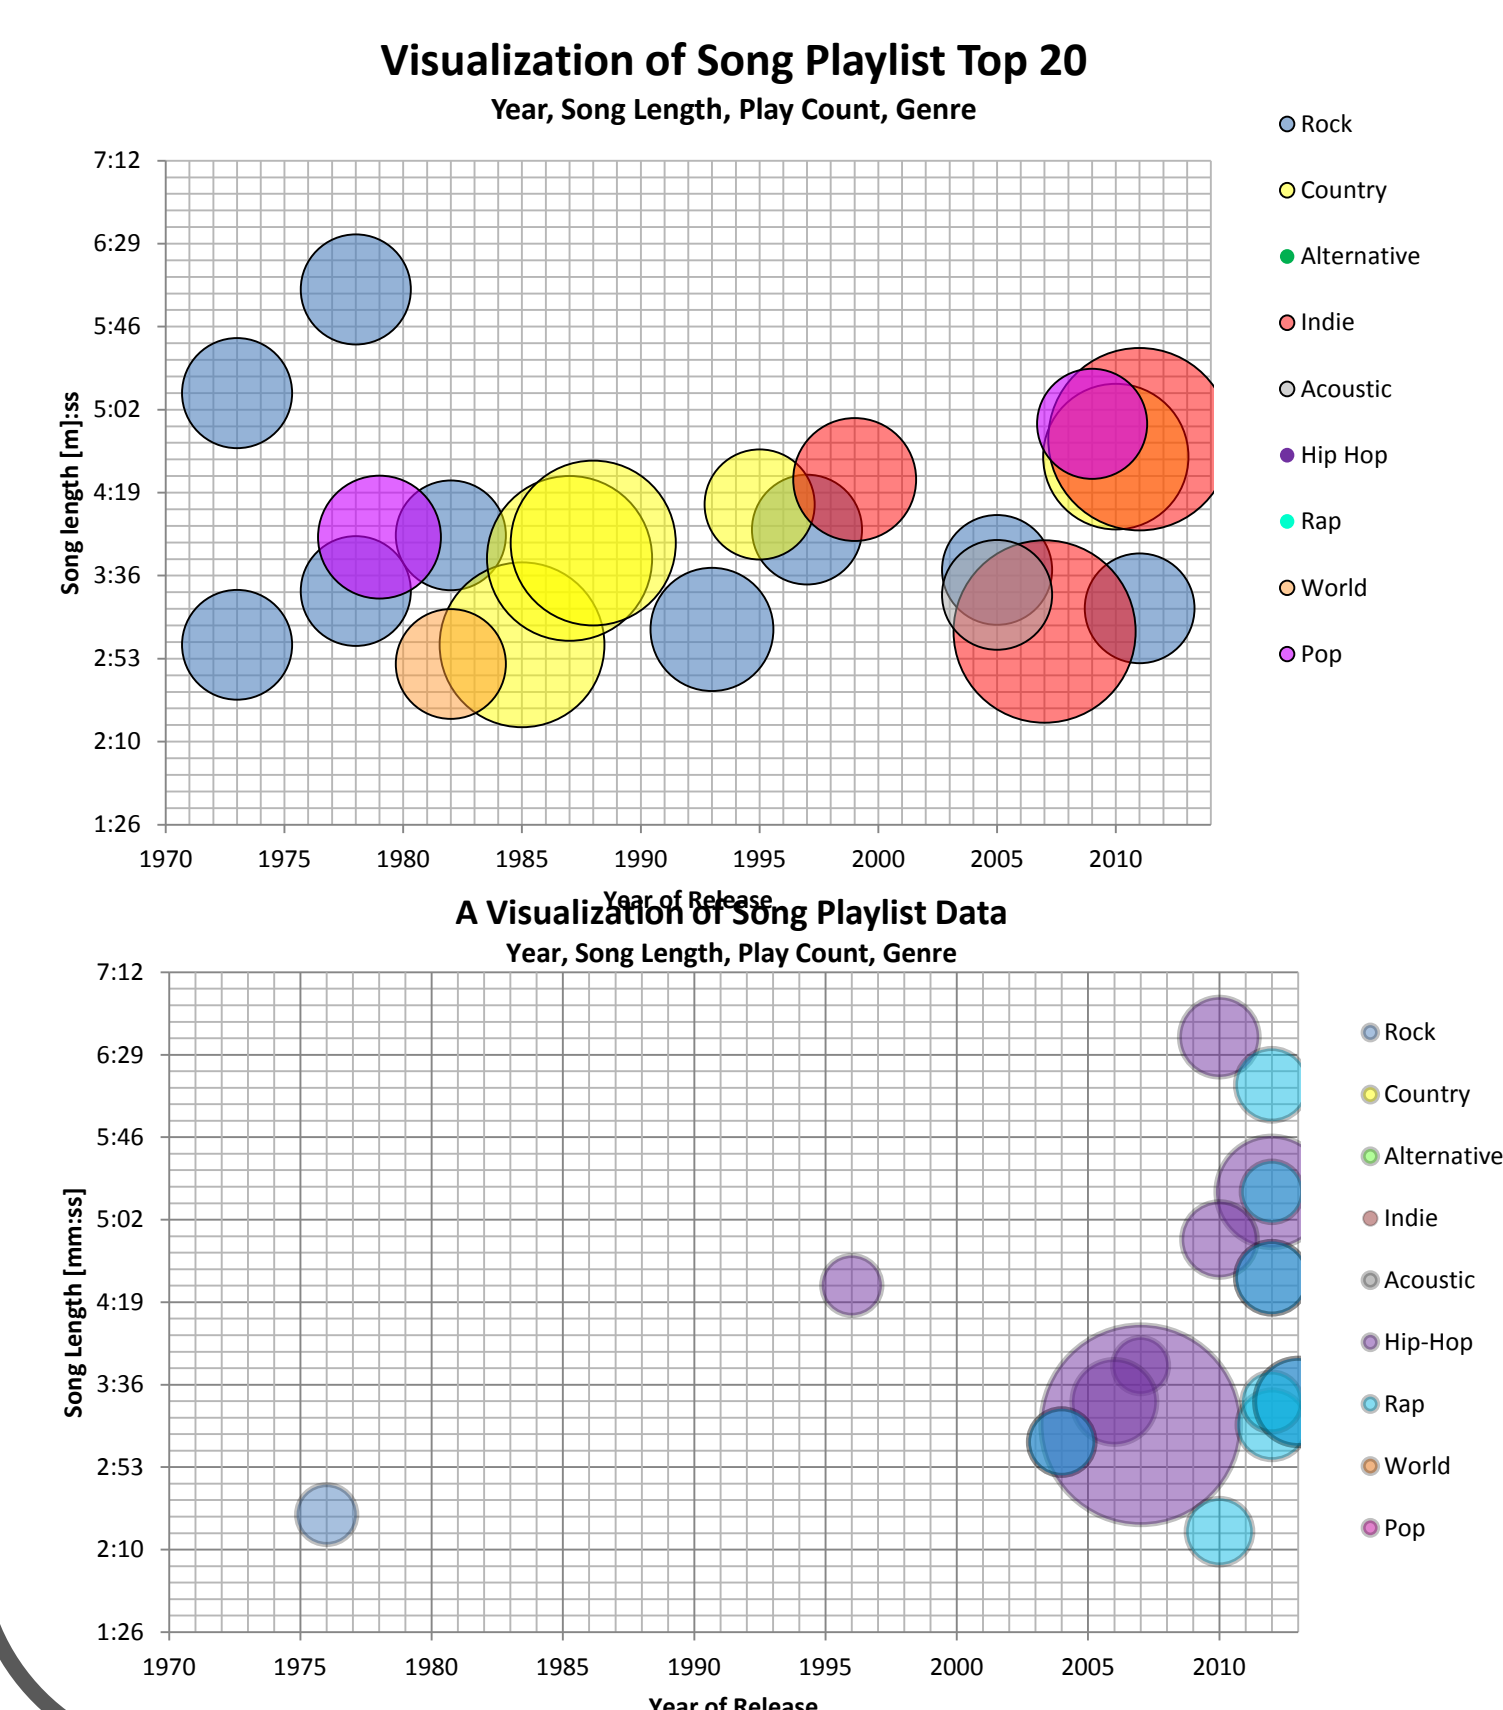 Visualization of Song Playlist Top 20
Year, Song Length, Play Count, Genre
Rock
Country
Alternative
Indie
Acoustic
Hip Hop
Rap
World
Pop
Song length [m]:ss
7:12
6:29
5:46
5:02
4:19
3:36
2:53
2:10
1:26
1970 1975 1980 1985 1990 1995 2000 2005 2010
Year of Release
A Visualization of Song Playlist Data
Year, Song Length, Play Count, Genre
Song Length [mm:ss]
7:12
6:29
5:46
5:02
4:19
3:36
2:53
2:10
1:26
1970 1975 1980 1985 1990 1995 2000 2005 2010
Year of Release
Rock
Country
Alternative
Indie
Acoustic
Hip-Hop
Rap
World
Pop